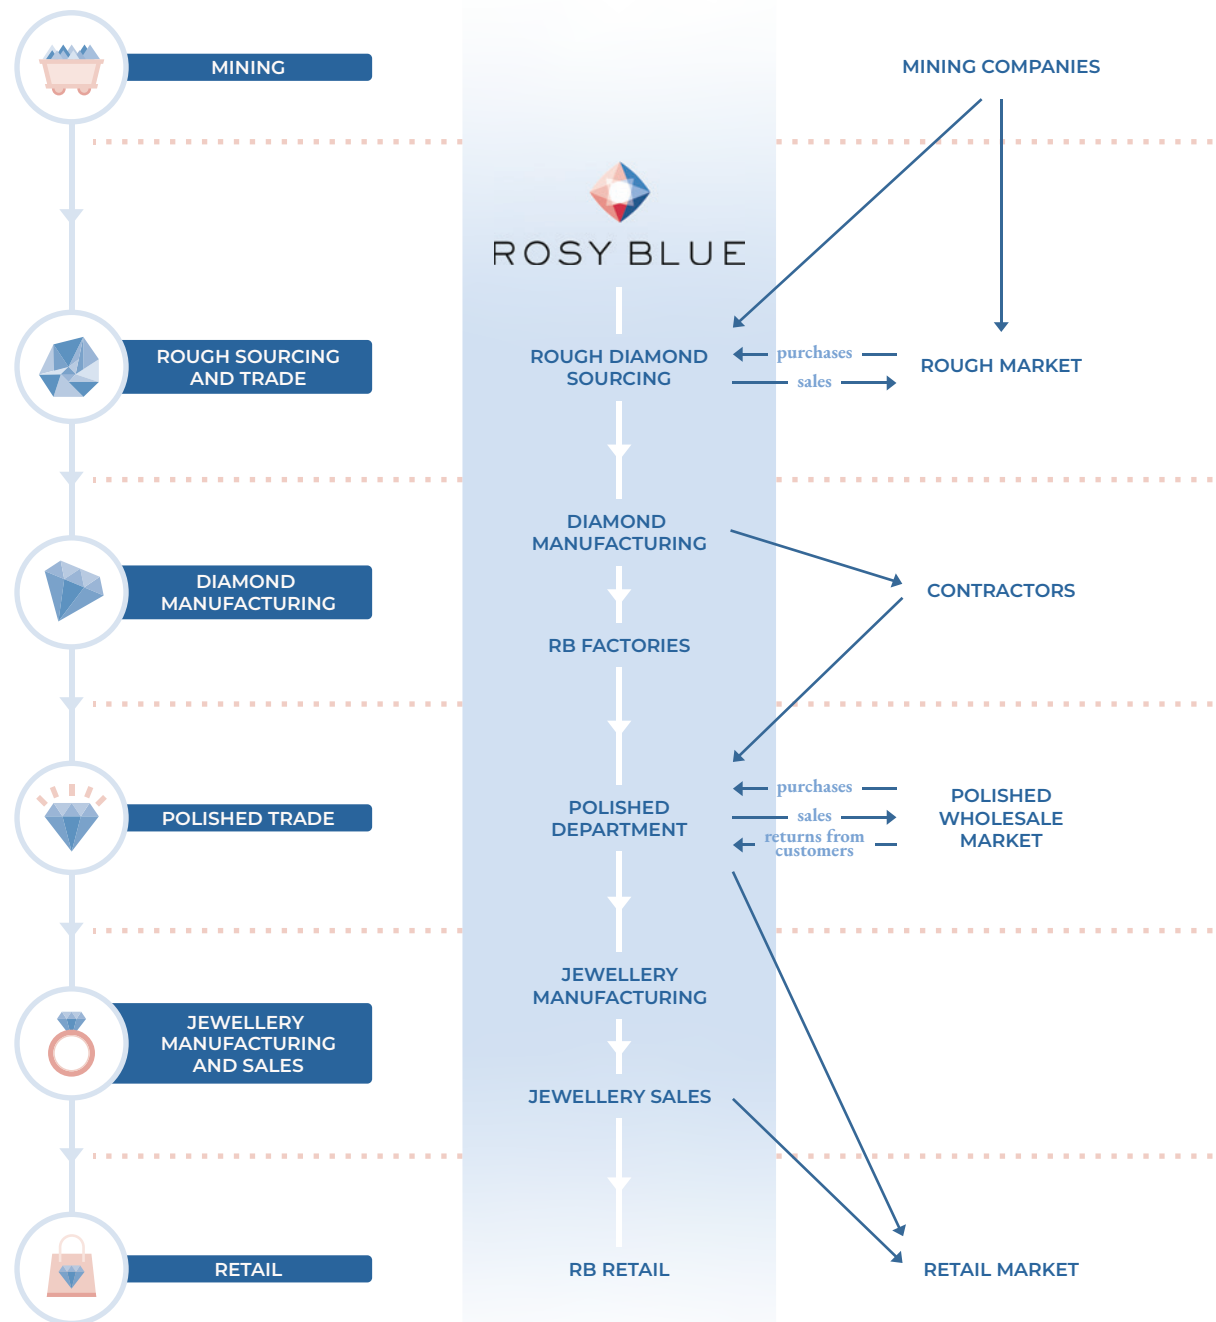 MINING
MINING COMPANIES
ROSY BLUE
ROUGH SOURCING
AND TRADE
ROUGH DIAMOND
SOURCING
purchases
sales
ROUGH MARKET
DIAMOND
MANUFACTURING
DIAMOND
MANUFACTURING
RB FACTORIES
CONTRACTORS
POLISHED TRADE
POLISHED
DEPARTMENT
purchases
sales
returns from
customers
POLISHED
WHOLESALE
MARKET
JEWELLERY
MANUFACTURING
AND SALES
JEWELLERY
MANUFACTURING
JEWELLERY SALES
RETAIL
RB RETAIL
RETAIL MARKET